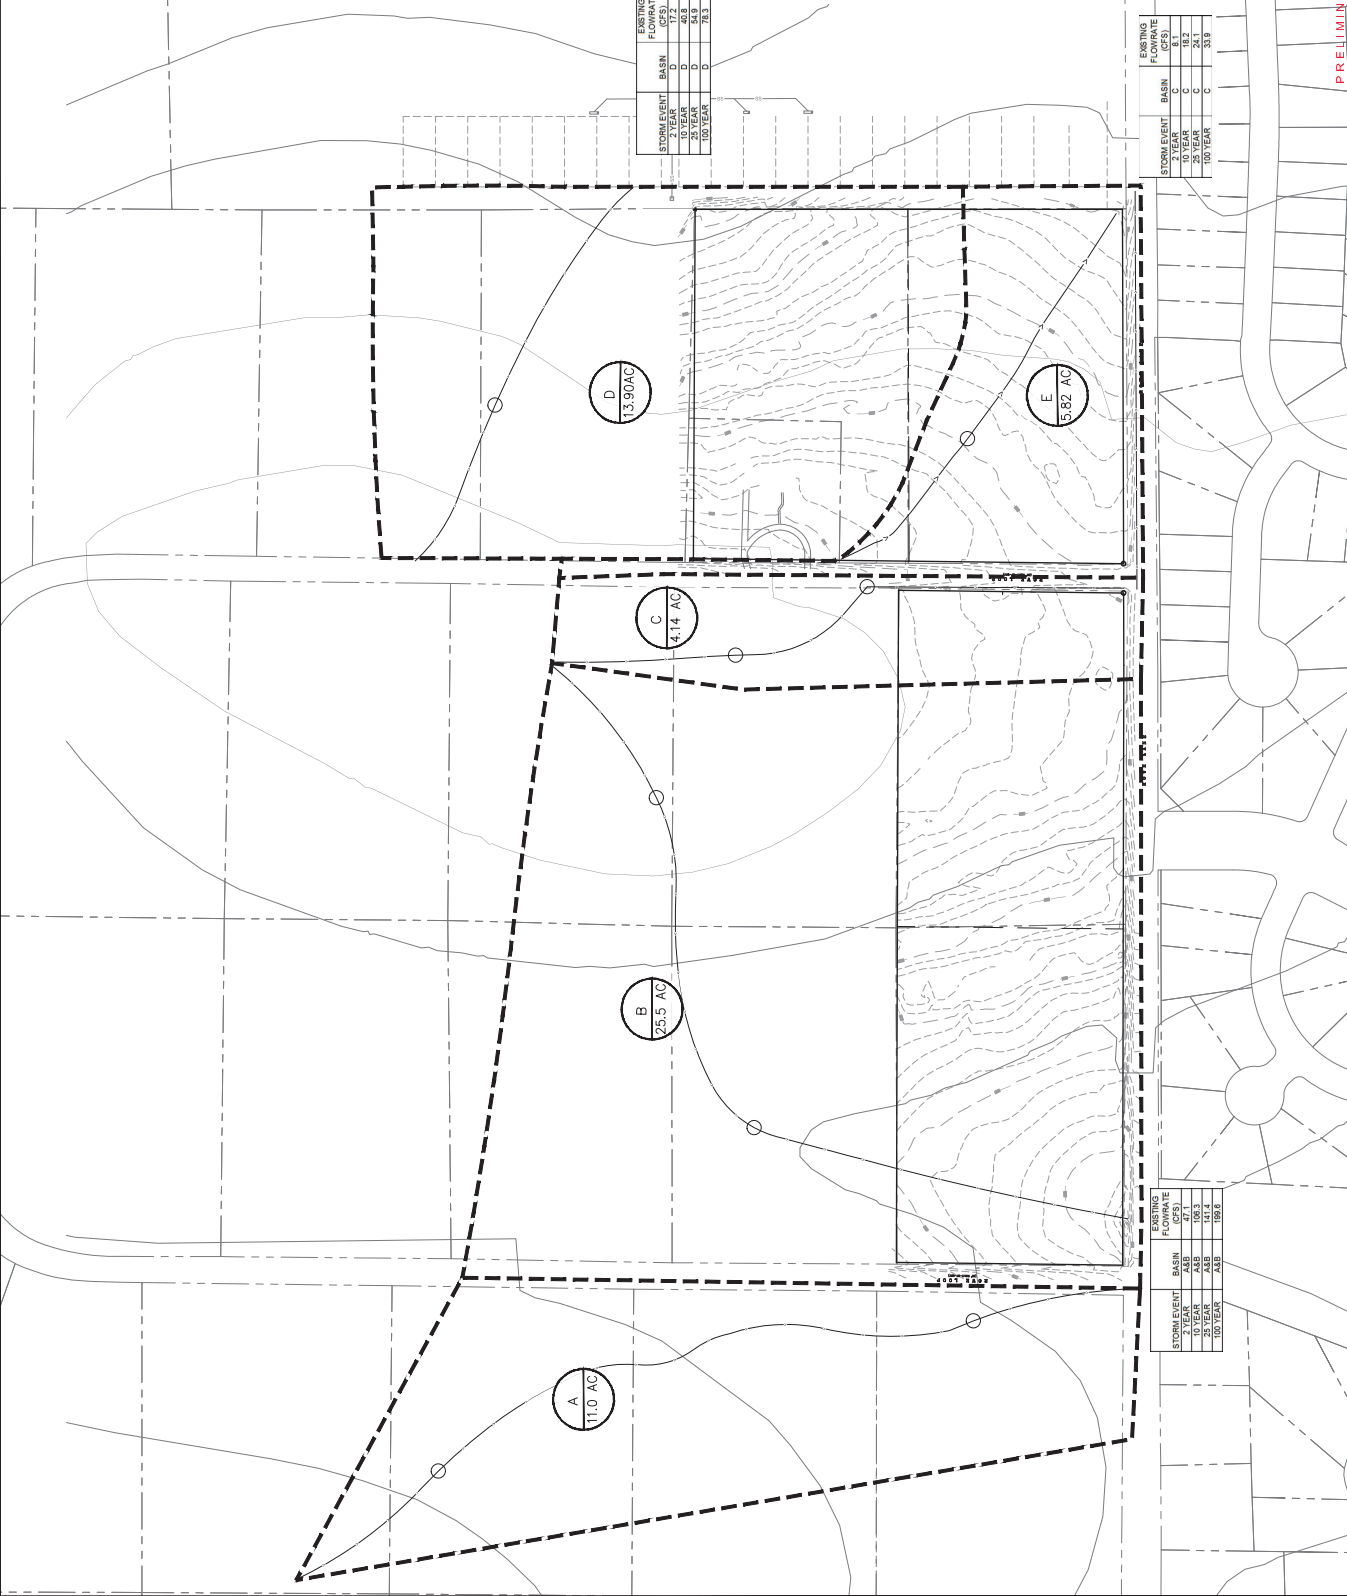 EXISTING
FLOWRATE
STORM EVENT BASIN (CFS)
2 YEAR D 17.2
10 YEAR D 40.8
25 YEAR D 54.9
100 YEAR D 78.3
EXISTING
FLOWRATE
STORM EVENT BASIN (CFS)
2 YEAR C 8.1
10 YEAR C 18.2
25 YEAR C 24.1
100 YEAR C 33.9
PRELIMIN
D
13.90AC
E
5.82 AC
C
4.14 AC
B
25.5 AC
A
11.0 AC
EXISTING
FLOWRATE
STORM EVENT BASIN (CFS)
2 YEAR A&B 47.1
10 YEAR A&B 106.3
25 YEAR A&B 141.4
100 YEAR A&B 199.6